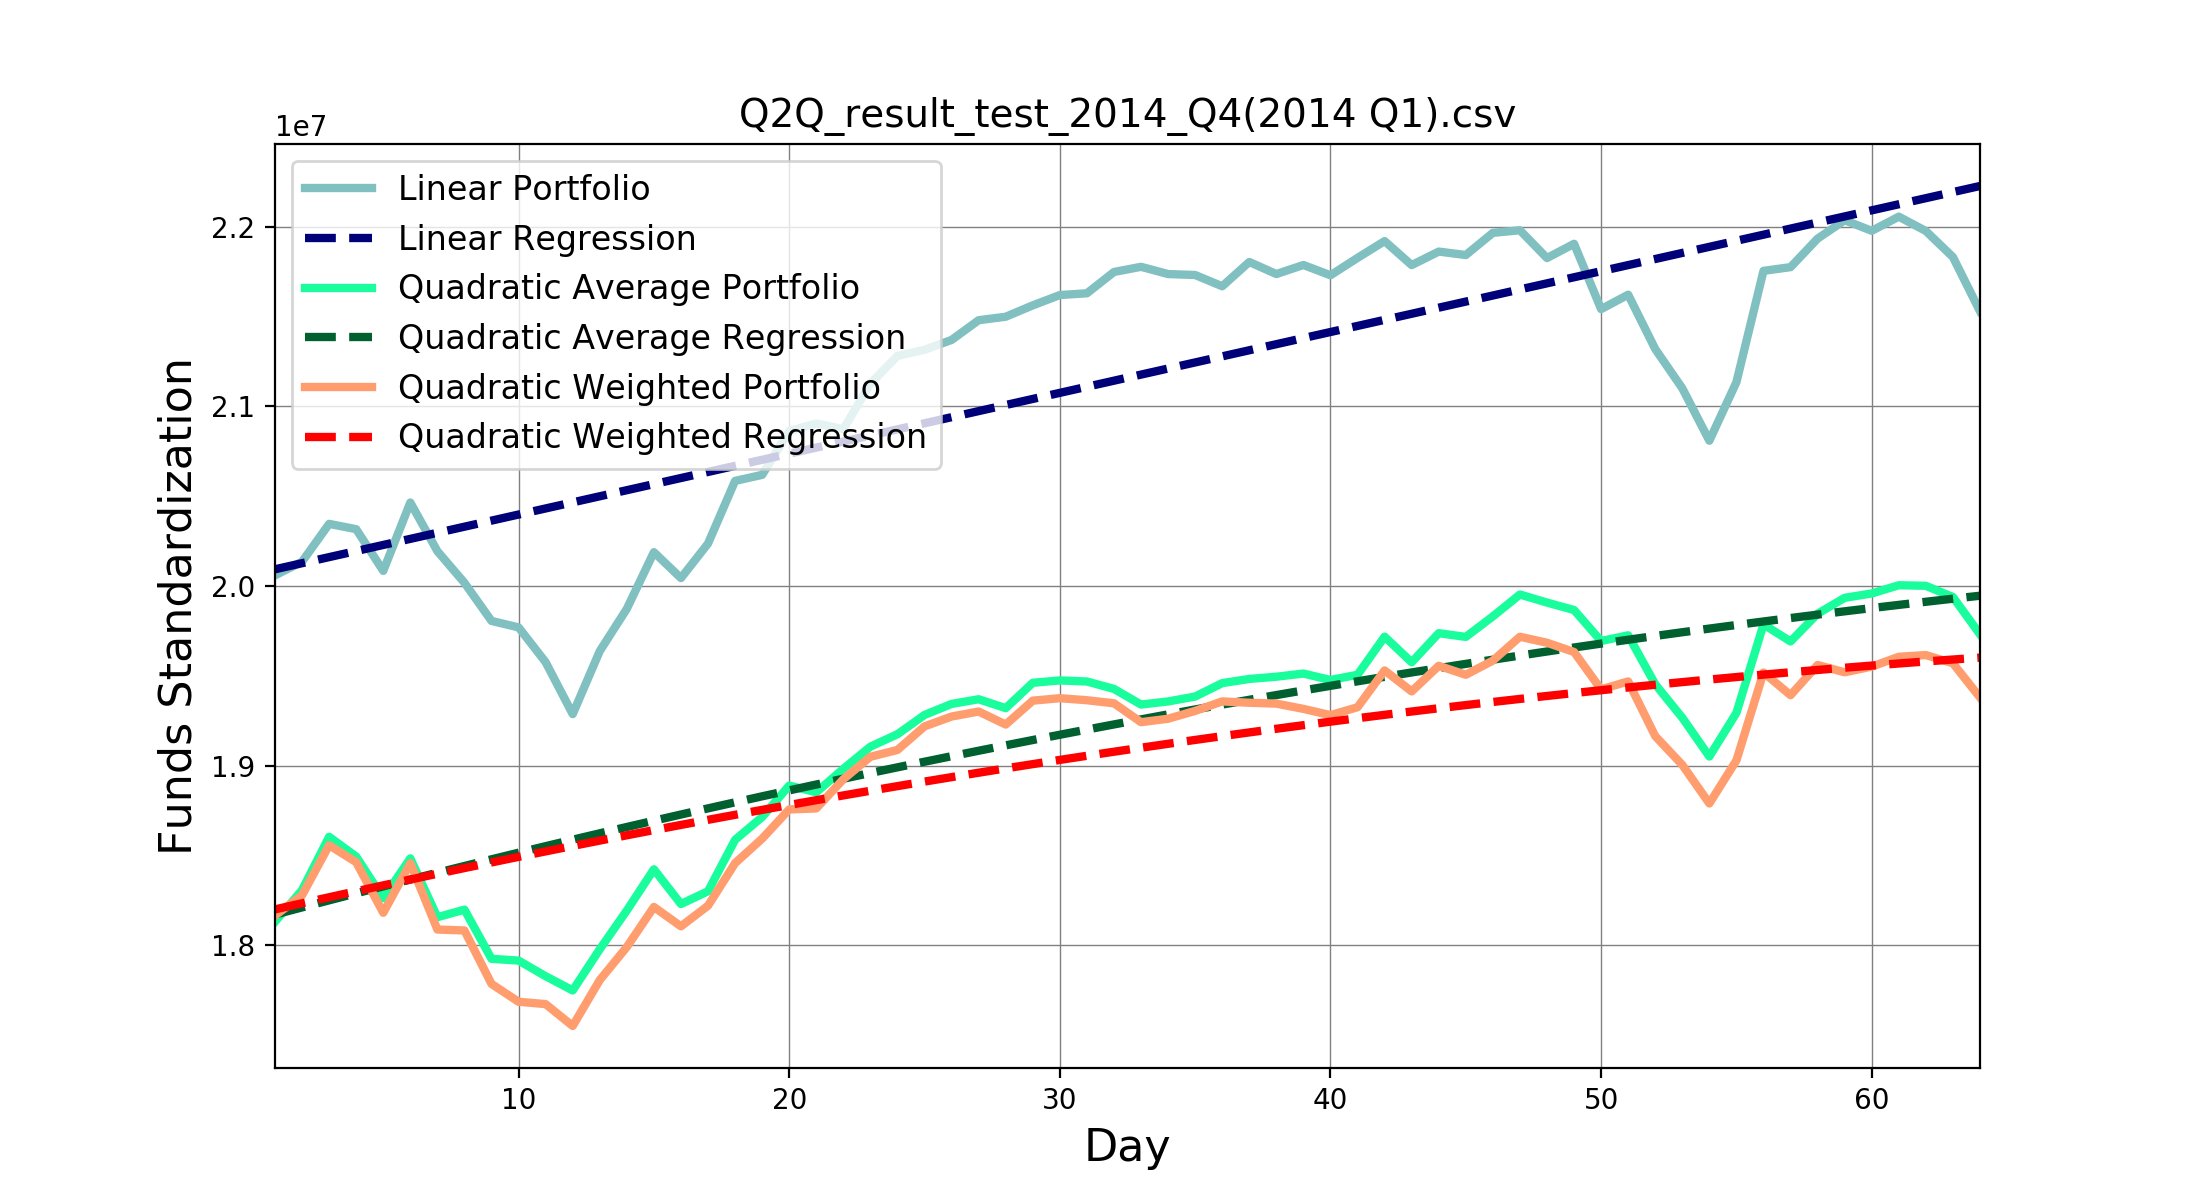 Q2Q_result_test_2014_Q4(2014 Q1).csv
1e7
Linear Portfolio
Linear Regression
Quadratic Average Portfolio
Quadratic Average Regression
Quadratic Weighted Portfolio
Quadratic Weighted Regression
Funds Standardization
2.2
2.1
2.0
1.9
1.8
10 20 30 40 50 60
Day